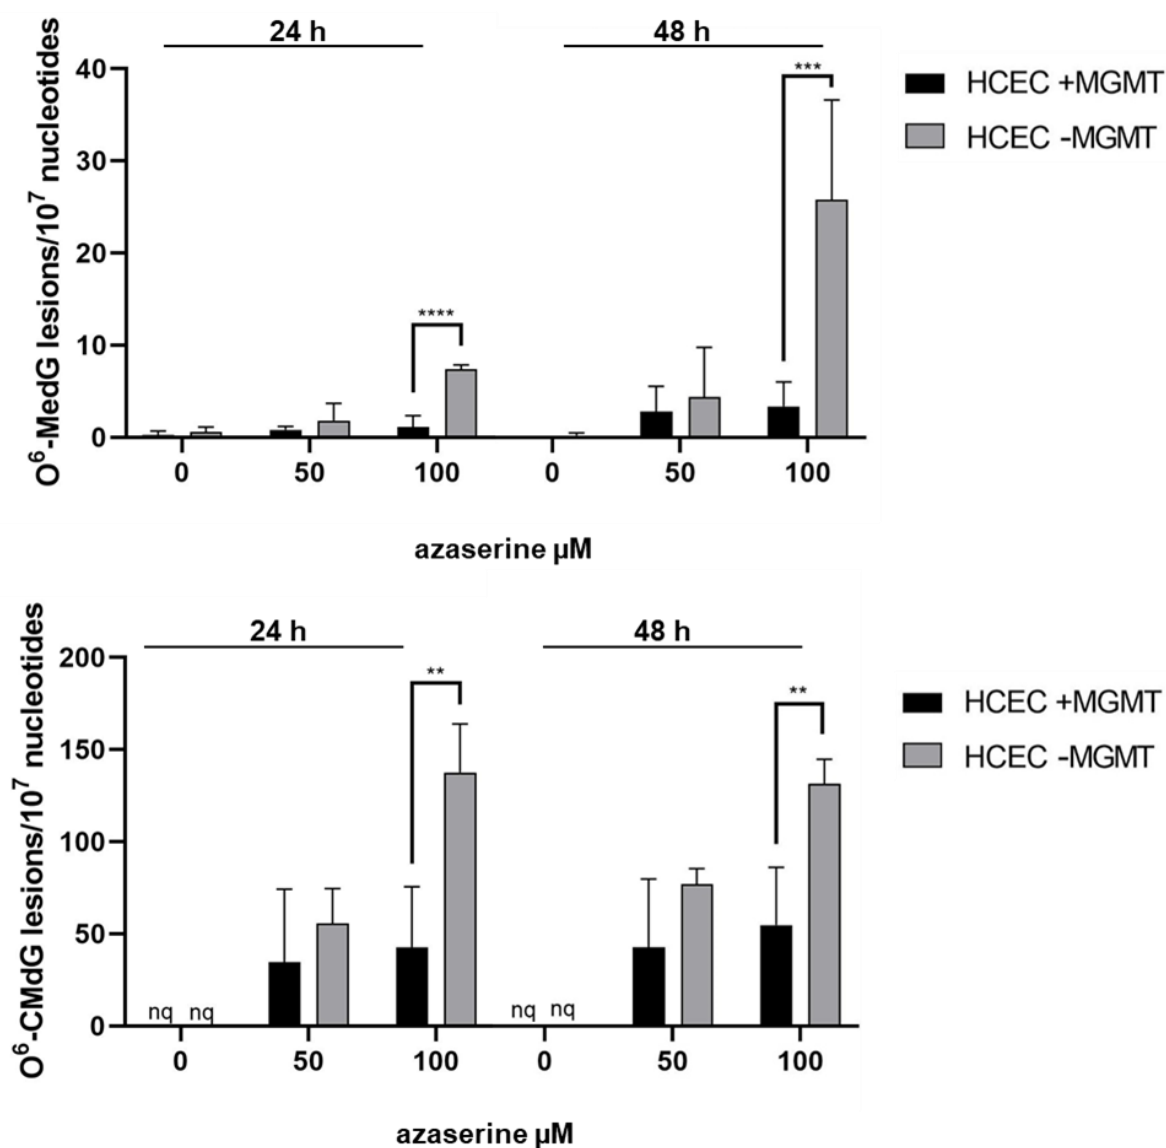 24 h
48 h
O⁶-MedG lesions/10⁷ nucleotides
40
30
20
10
0
****
***
HCEC +MGMT
HCEC -MGMT
0
50
100
0
50
100
azaserine µM
24 h
48 h
O⁶-CMdG lesions/10⁷ nucleotides
200
150
100
50
0
nq
nq
**
nq
nq
**
HCEC +MGMT
HCEC -MGMT
0
50
100
0
50
100
azaserine µM